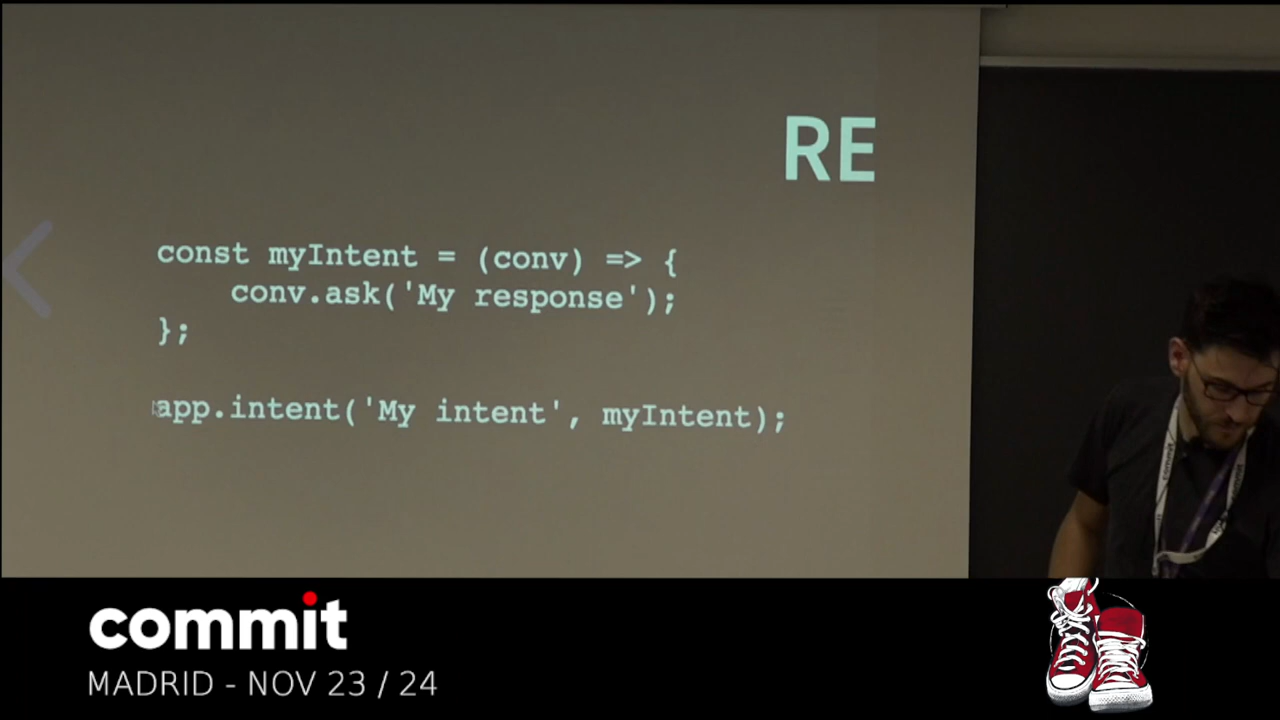 RE
const myIntent = (conv) => {
    conv.ask('My response');
};
app.intent('My intent', myIntent);
commit
MADRID - NOV 23 / 24